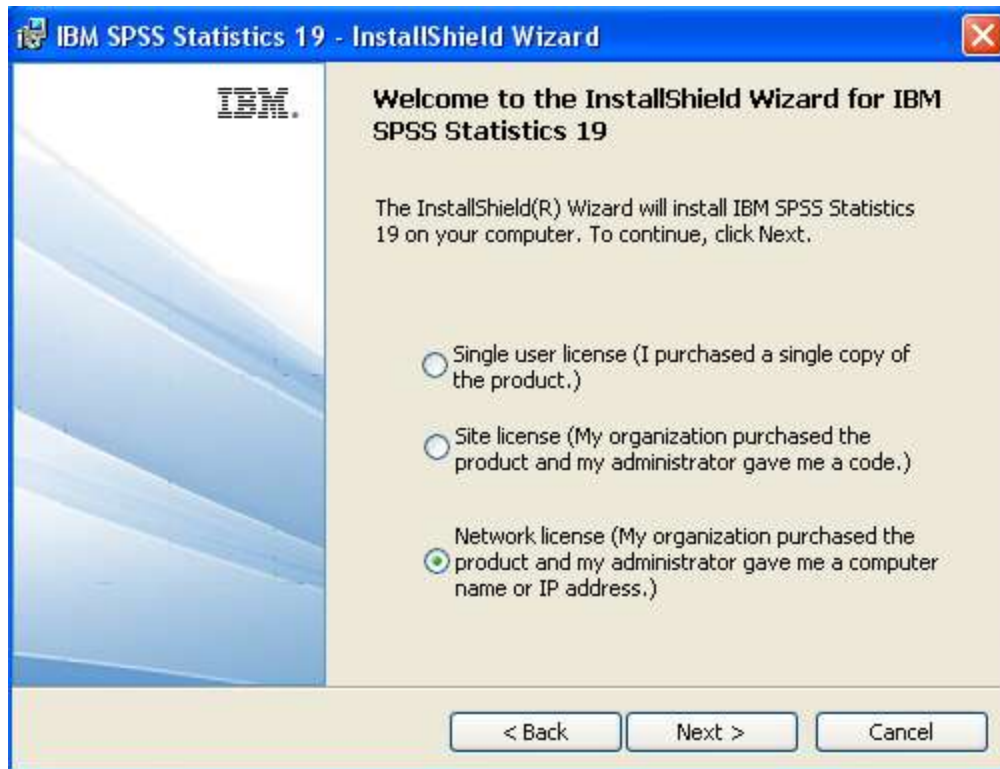 IBM SPSS Statistics 19 - InstallShield Wizard
IBM.
Welcome to the InstallShield Wizard for IBM
SPSS Statistics 19
The InstallShield(R) Wizard will install IBM SPSS Statistics
19 on your computer. To continue, click Next.
Single user license (I purchased a single copy of
the product.)
Site license (My organization purchased the
product and my administrator gave me a code.)
Network license (My organization purchased the
product and my administrator gave me a computer
name or IP address.)
< Back
Next >
Cancel